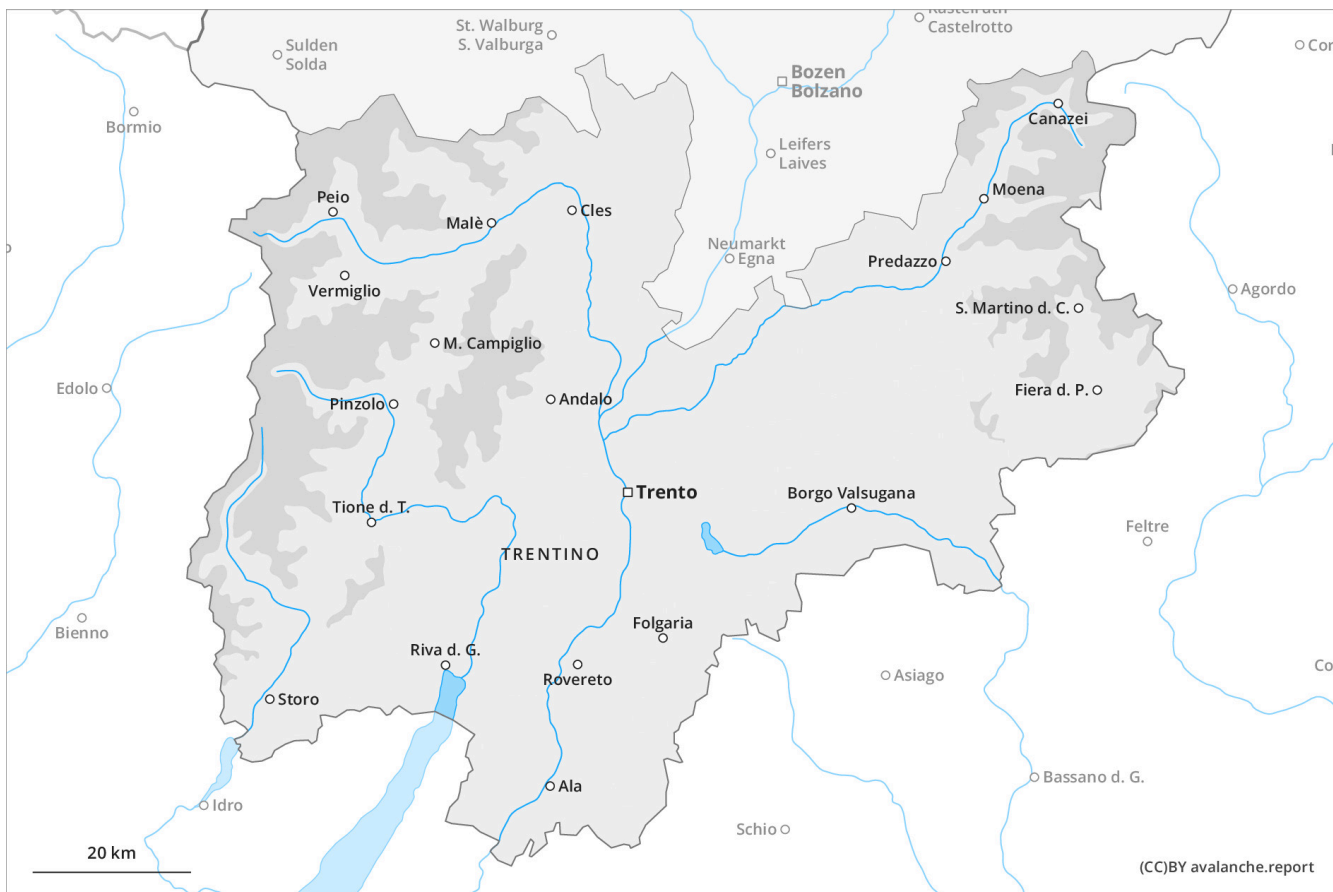 Kastelruth
Castelrotto
St. Walburg
S. Valburga
Sulden
Solda
Bozen
Bolzano
Bormio
Canazei
Leifers
Laives
Peio
Malè
Cles
Moena
Neumarkt
Egna
Predazzo
Vermiglio
Agordo
S. Martino d. C.
M. Campiglio
Edolo
Pinzolo
Andalo
Fiera d. P.
Trento
Borgo Valsugana
Tione d. T.
Feltre
TRENTINO
Bienno
Folgaria
Riva d. G.
Rovereto
Asiago
Storo
Ala
Bassano d. G.
Idro
Schio
20 km
(CC)BY avalanche.report